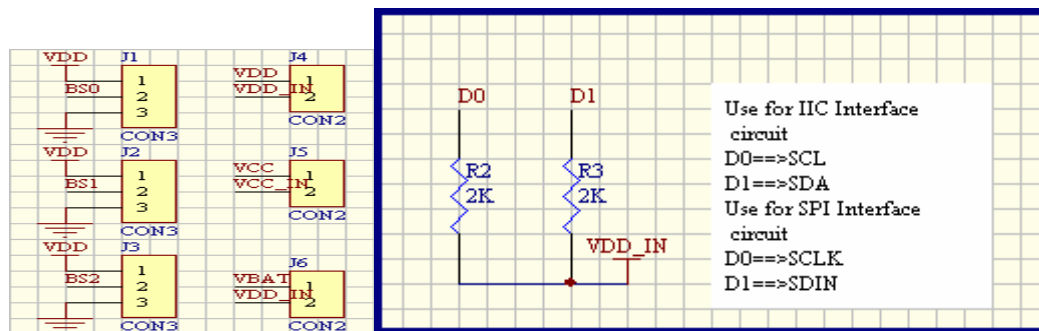 VDD J1
1
BS0 2
3
CON3
VDD J2
1
BS1 2
3
CON3
VDD J3
1
BS2 2
3
CON3
J4
VDD 1
VDD_IN 2
CON2
J5
VCC 1
VCC_IN 2
CON2
J6
VBAT 1
VDD_IN 2
CON2
D0 D1
R2 R3
2K 2K
VDD_IN
Use for IIC Interface
circuit
D0==>SCL
D1==>SDA
Use for SPI Interface
circuit
D0==>SCLK
D1==>SDIN